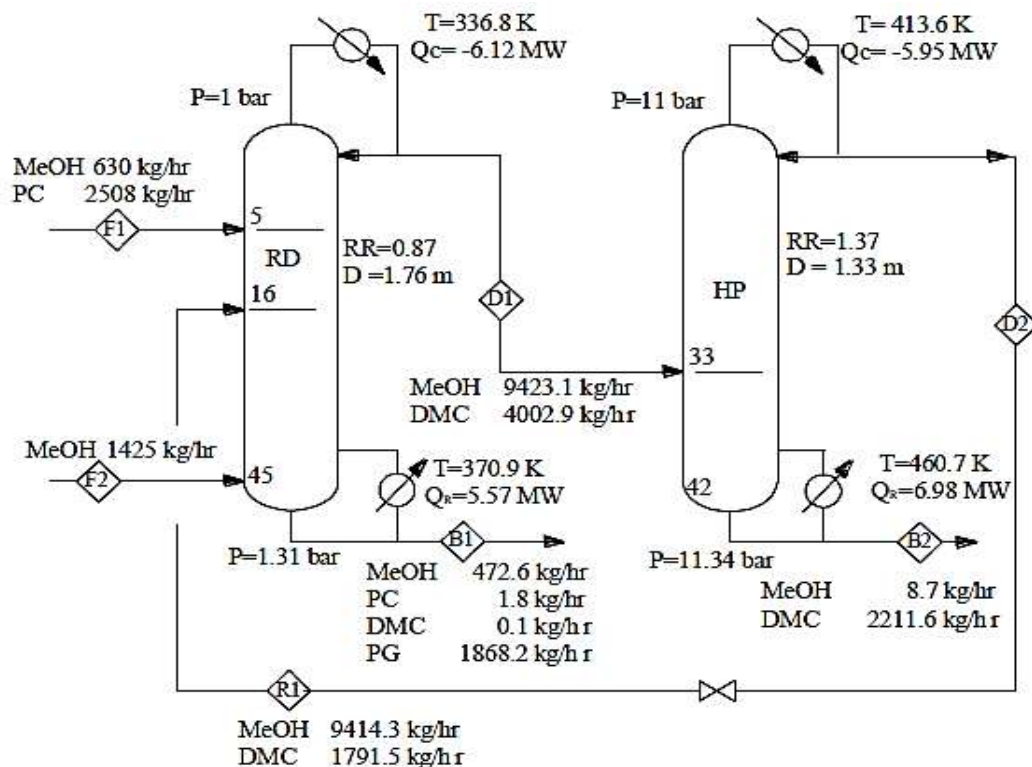 T=336.8 K
Qc= -6.12 MW
P=1 bar
MeOH 630 kg/hr
PC 2508 kg/hr
F1
5
RD
RR=0.87
D =1.76 m
16
D1
MeOH 9423.1 kg/hr
DMC 4002.9 kg/h r
MeOH 1425 kg/hr
F2
45
T=370.9 K
QR=5.57 MW
P=1.31 bar
B1
MeOH 472.6 kg/hr
PC 1.8 kg/hr
DMC 0.1 kg/h r
PG 1868.2 kg/h r
R1
MeOH 9414.3 kg/hr
DMC 1791.5 kg/h r
T= 413.6 K
Qc= -5.95 MW
P=11 bar
RR=1.37
D = 1.33 m
HP
33
D2
42
T=460.7 K
QR=6.98 MW
P=11.34 bar
B2
MeOH 8.7 kg/hr
DMC 2211.6 kg/hr